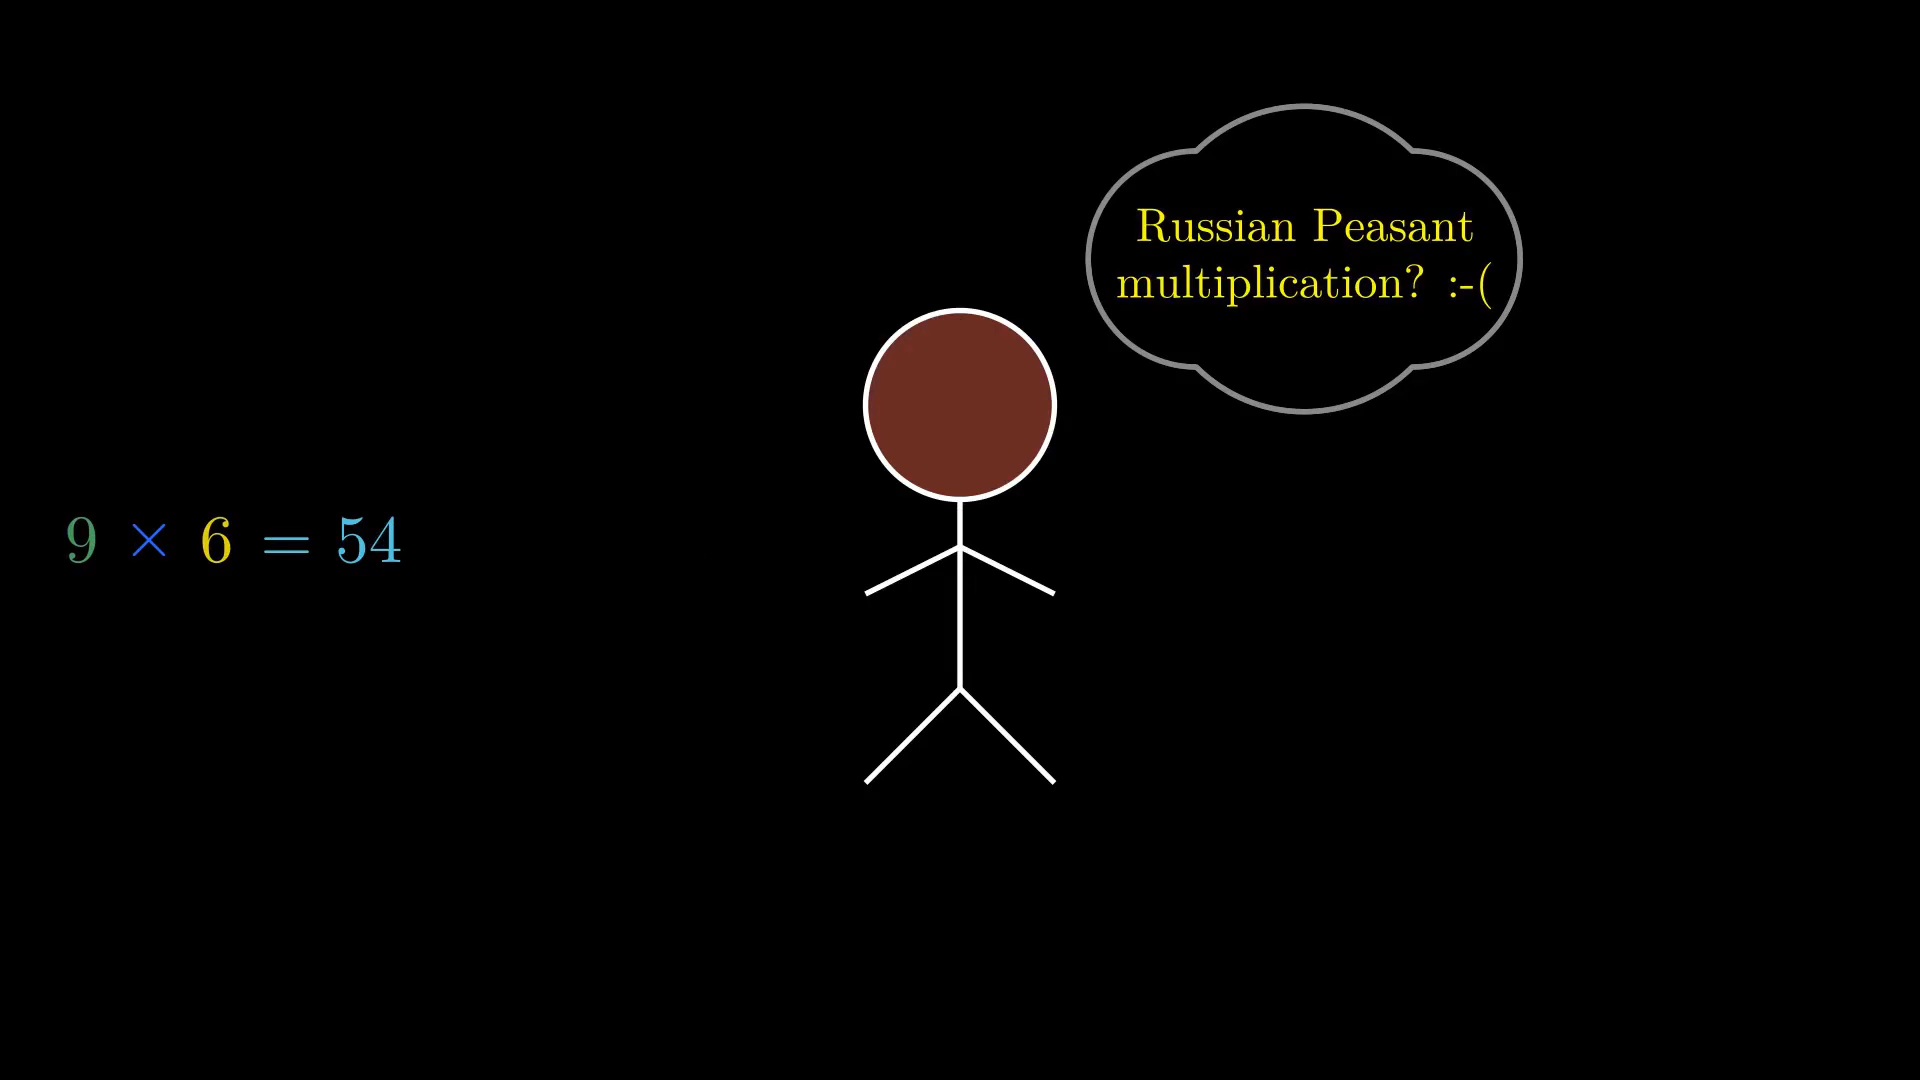 Russian Peasant
multiplication? :-(
9 × 6 = 54